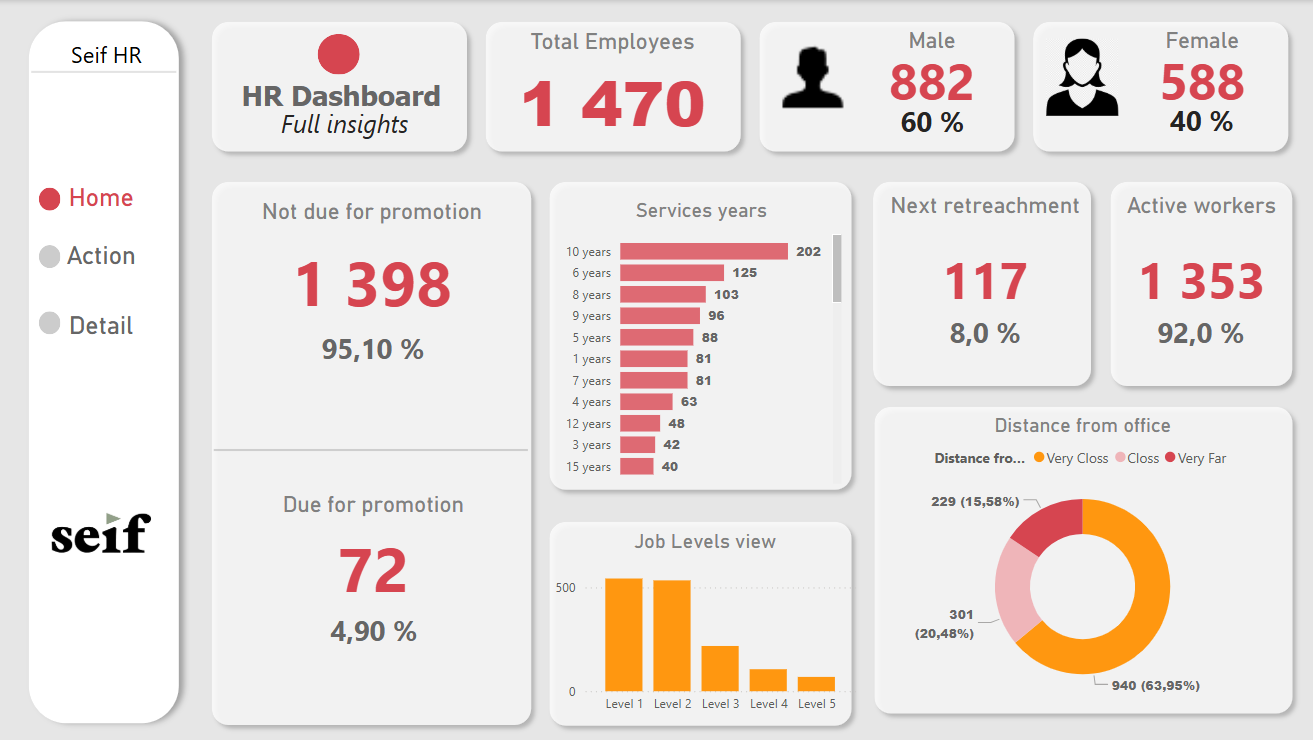 Seif HR
Home
Action
Detail
seif
HR Dashboard
Full insights
Total Employees
1 470
Male
882
60 %
Female
588
40 %
Not due for promotion
1 398
95,10 %
Due for promotion
72
4,90 %
Services years
10 years 202
6 years 125
8 years 103
9 years 96
5 years 88
1 years 81
7 years 81
4 years 63
12 years 48
3 years 42
15 years 40
Job Levels view
500
0
Level 1 Level 2 Level 3 Level 4 Level 5
Next retreachment
117
8,0 %
Active workers
1 353
92,0 %
Distance from office
Distance fro... Very Closs Closs Very Far
229 (15,58%)
301
(20,48%)
940 (63,95%)